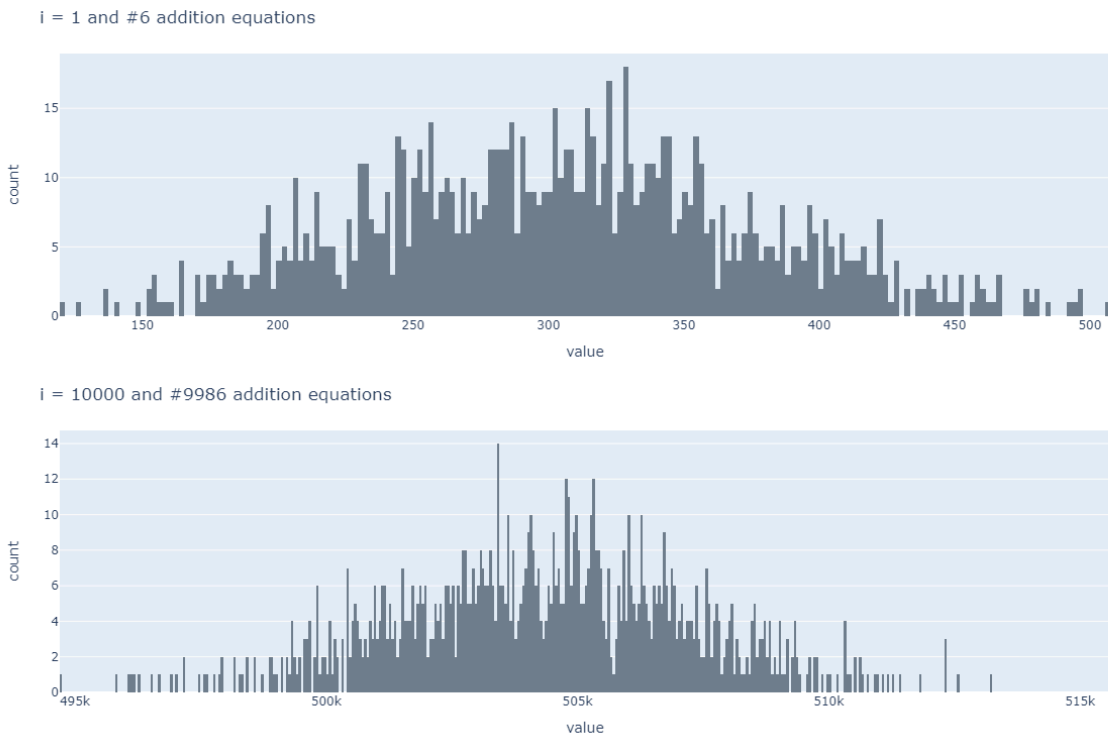 i = 1 and #6 addition equations
15
10
5
0
count
150 200 250 300 350 400 450 500
value
i = 10000 and #9986 addition equations
14
12
10
8
6
4
2
0
count
495k 500k 505k 510k 515k
value